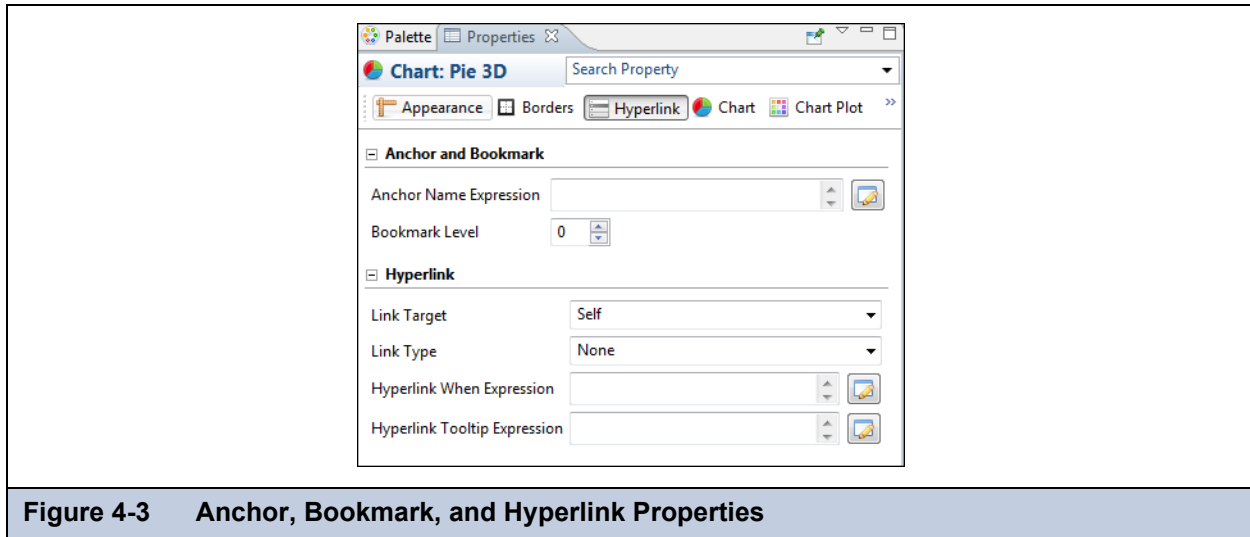 Palette Properties
Chart: Pie 3D Search Property
Appearance Borders Hyperlink Chart Chart Plot »
Anchor and Bookmark
Anchor Name Expression
Bookmark Level 0
Hyperlink
Link Target Self
Link Type None
Hyperlink When Expression
Hyperlink Tooltip Expression
Figure 4-3 Anchor, Bookmark, and Hyperlink Properties